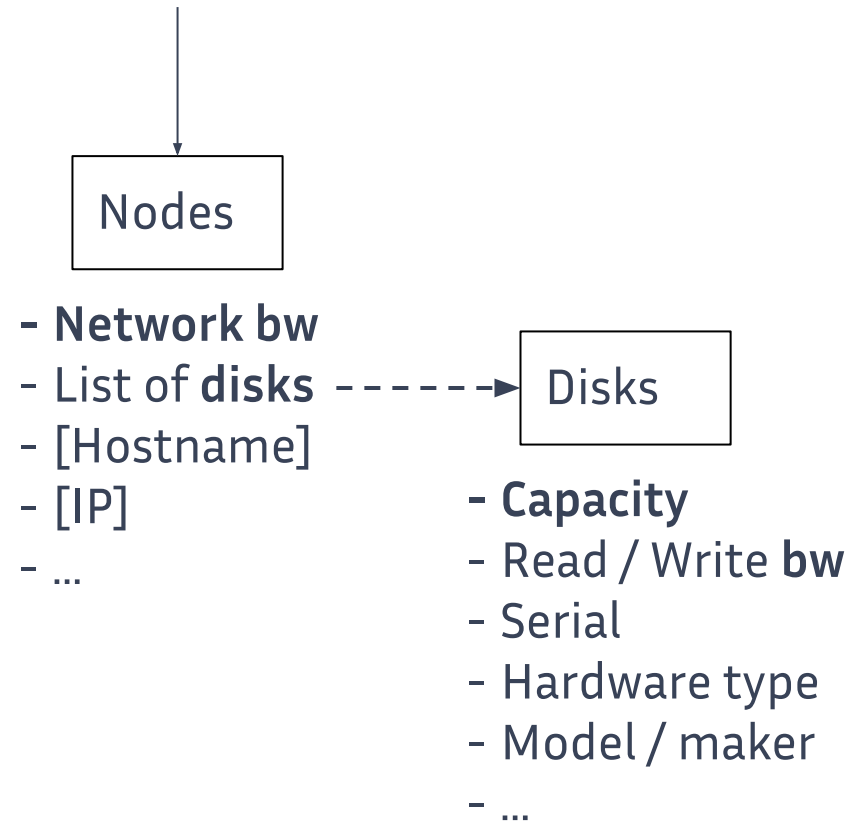 Nodes
- Network bw
- List of disks
- [Hostname]
- [IP]
- ...
Disks
- Capacity
- Read / Write bw
- Serial
- Hardware type
- Model / maker
- ...